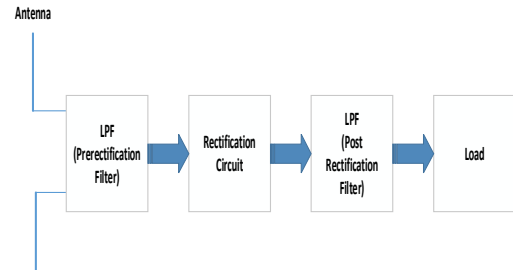 Antenna
LPF
(Prerectification
Filter)
Rectification
Circuit
LPF
(Post
Rectification
Filter)
Load